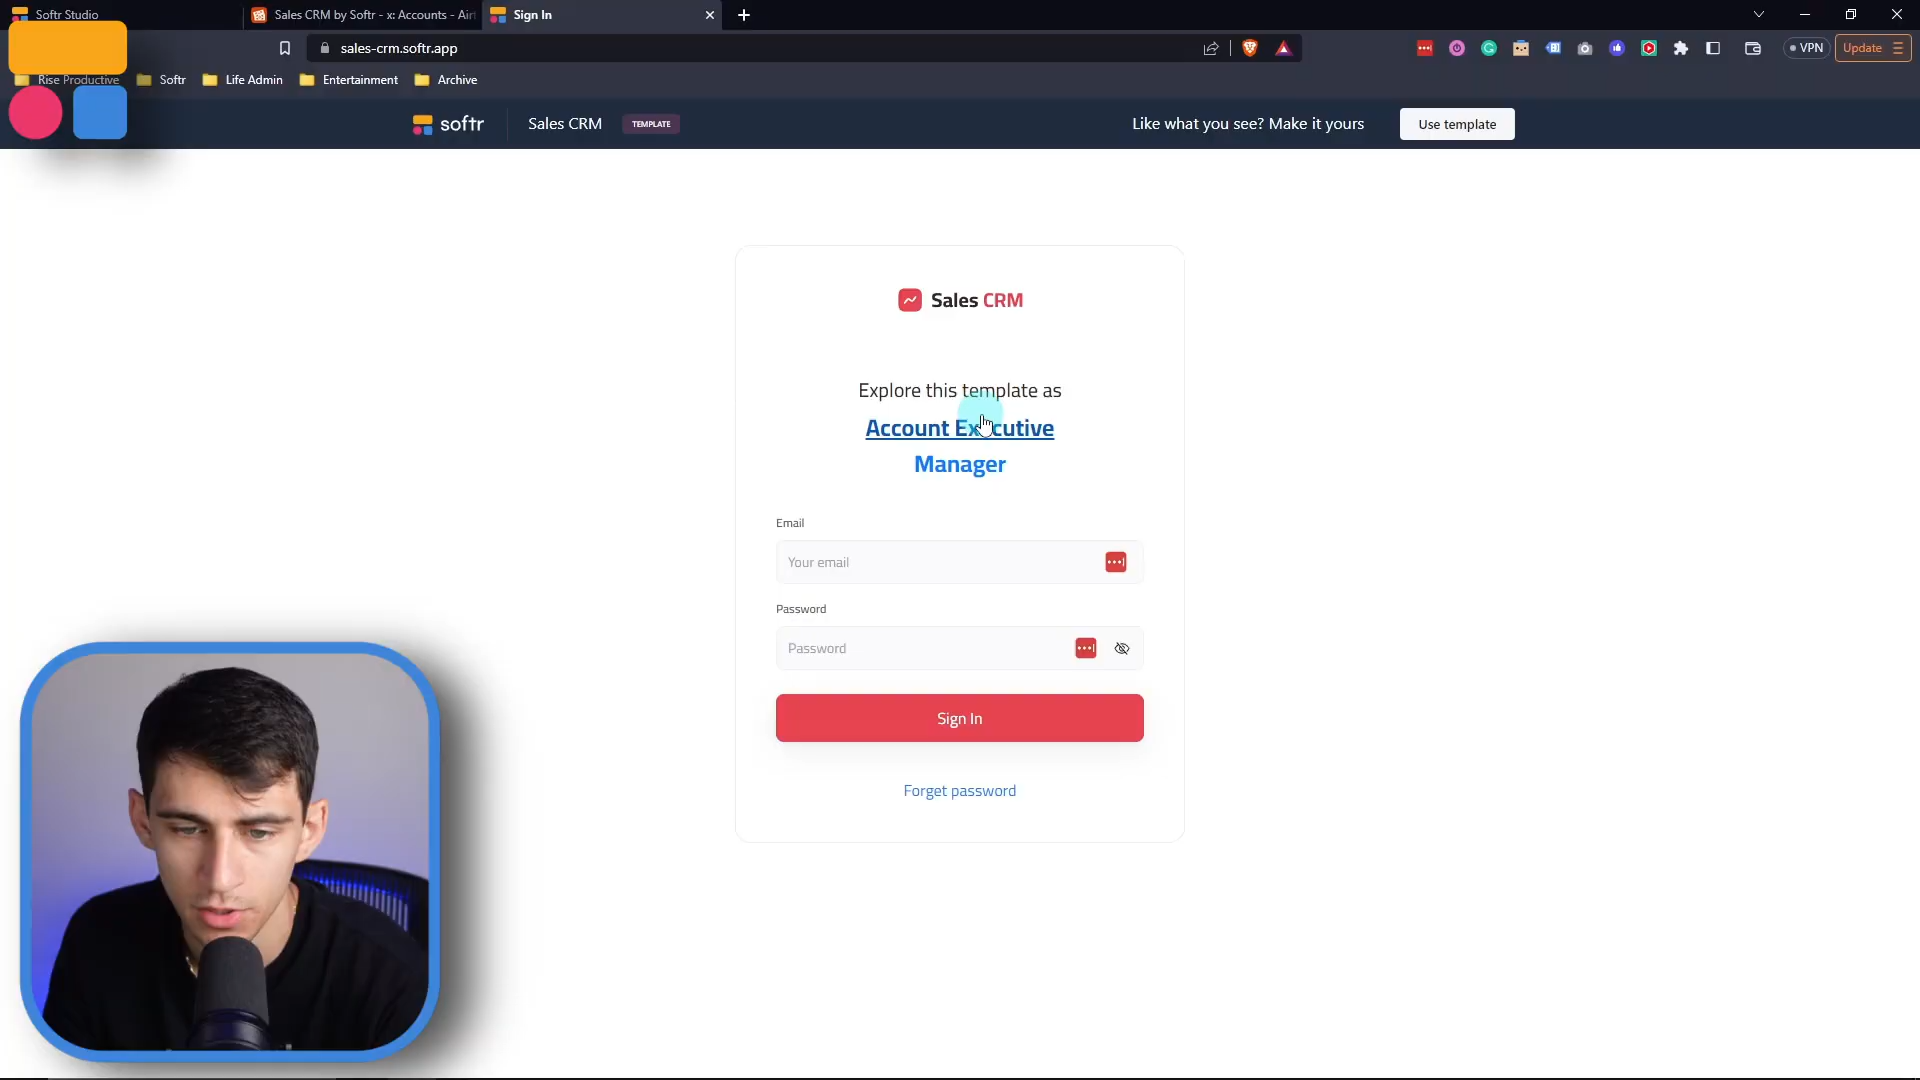 Softr Studio
Sales CRM by Softr - x: Accounts - Air
Sign In
sales-crm.softr.app
VPN
Update
Rise Productive
Softr
Life Admin
Entertainment
Archive
softr
Sales CRM
TEMPLATE
Like what you see? Make it yours
Use template
Sales CRM
Explore this template as
Account Executive
Manager
Email
Your email
Password
Password
Sign In
Forget password